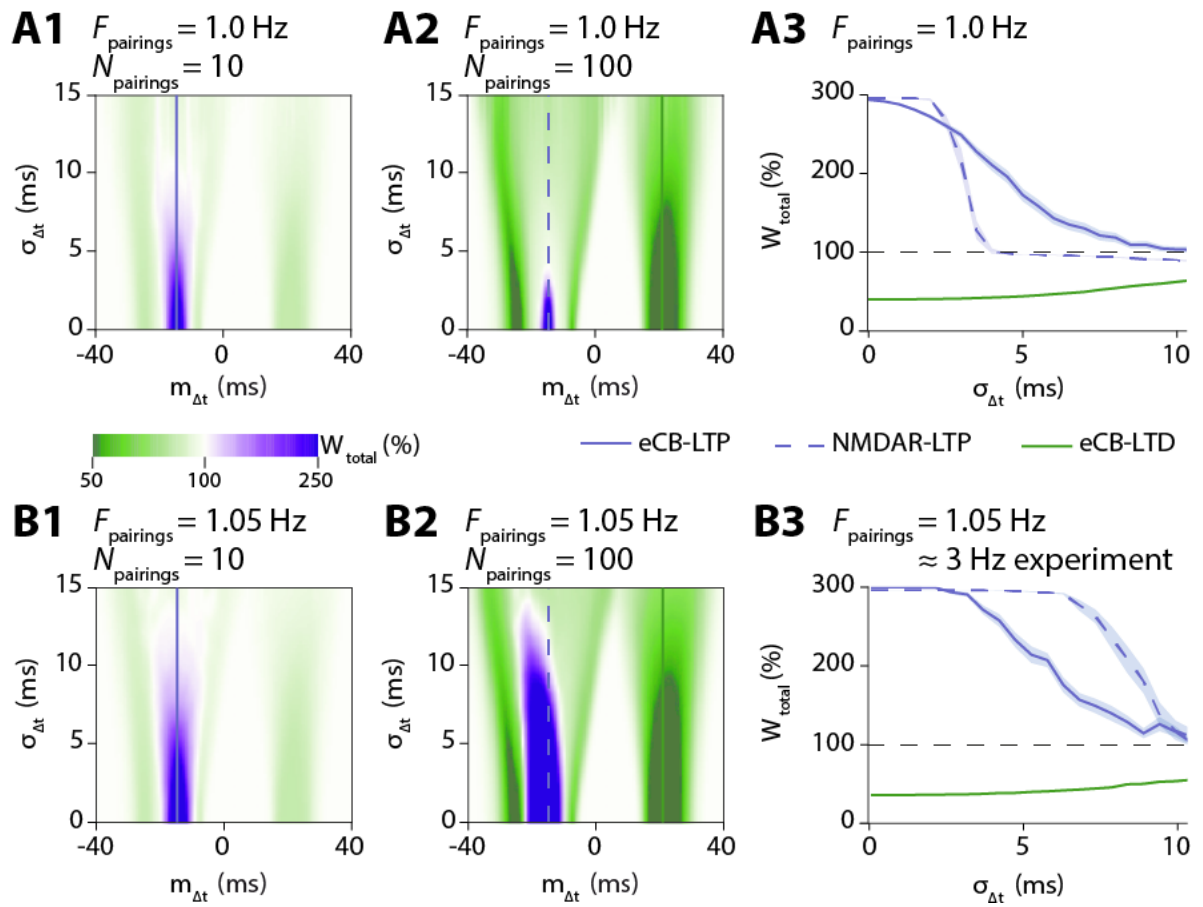 A1 F_pairings = 1.0 Hz
N_pairings = 10
A2 F_pairings = 1.0 Hz
N_pairings = 100
A3 F_pairings = 1.0 Hz
15
10
5
0
σ_Δt (ms)
-40 0 40
m_Δt (ms)
15
10
5
0
σ_Δt (ms)
-40 0 40
m_Δt (ms)
300
200
100
0
W_total (%)
0 5 10
σ_Δt (ms)
W_total (%)
50 100 250
eCB-LTP NMDAR-LTP eCB-LTD
B1 F_pairings = 1.05 Hz
N_pairings = 10
B2 F_pairings = 1.05 Hz
N_pairings = 100
B3 F_pairings = 1.05 Hz
≈ 3 Hz experiment
15
10
5
0
σ_Δt (ms)
-40 0 40
m_Δt (ms)
15
10
5
0
σ_Δt (ms)
-40 0 40
m_Δt (ms)
300
200
100
0
W_total (%)
0 5 10
σ_Δt (ms)